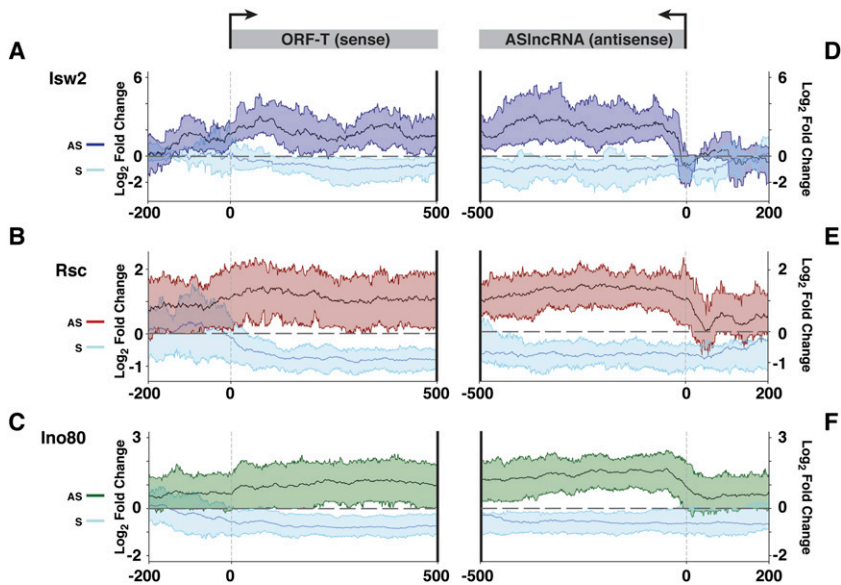 ORF-T (sense)
ASlncRNA (antisense)
A
D
Isw2
AS
S
Log2 Fold Change
6
0
-2
-200
0
500
6
0
-2
Log2 Fold Change
-500
0
200
B
E
Rsc
AS
S
Log2 Fold Change
2
1
0
-1
-200
0
500
2
1
0
-1
Log2 Fold Change
-500
0
200
C
F
Ino80
AS
S
Log2 Fold Change
3
0
-2
-200
0
500
3
0
-2
Log2 Fold Change
-500
0
200